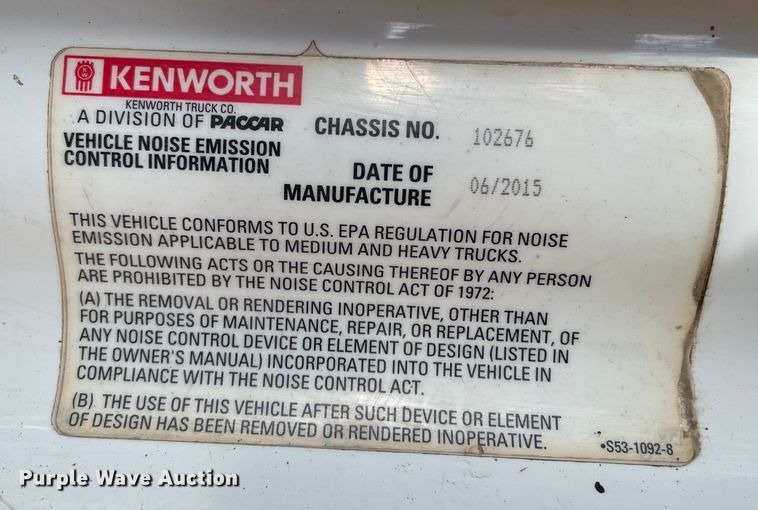 KENWORTH
KENWORTH TRUCK CO.
A DIVISION OF PACCAR
VEHICLE NOISE EMISSION
CONTROL INFORMATION
CHASSIS NO. 102676
DATE OF
MANUFACTURE 06/2015
THIS VEHICLE CONFORMS TO U.S. EPA REGULATION FOR NOISE
EMISSION APPLICABLE TO MEDIUM AND HEAVY TRUCKS.
THE FOLLOWING ACTS OR THE CAUSING THEREOF BY ANY PERSON
ARE PROHIBITED BY THE NOISE CONTROL ACT OF 1972:
(A) THE REMOVAL OR RENDERING INOPERATIVE, OTHER THAN
FOR PURPOSES OF MAINTENANCE, REPAIR, OR REPLACEMENT, OF
ANY NOISE CONTROL DEVICE OR ELEMENT OF DESIGN (LISTED IN
THE OWNER'S MANUAL) INCORPORATED INTO THE VEHICLE IN
COMPLIANCE WITH THE NOISE CONTROL ACT.
(B) THE USE OF THIS VEHICLE AFTER SUCH DEVICE OR ELEMENT
OF DESIGN HAS BEEN REMOVED OR RENDERED INOPERATIVE.
•S53-1092-8
Purple Wave Auction